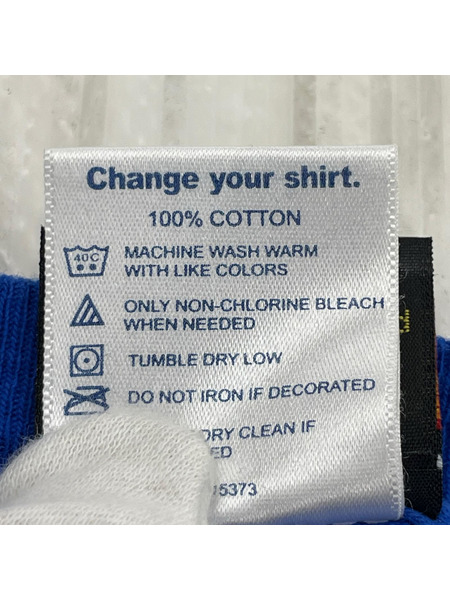 Change your shirt.
100% COTTON
40C MACHINE WASH WARM
WITH LIKE COLORS
ONLY NON-CHLORINE BLEACH
WHEN NEEDED
TUMBLE DRY LOW
DO NOT IRON IF DECORATED
DRY CLEAN IF
ED
5373